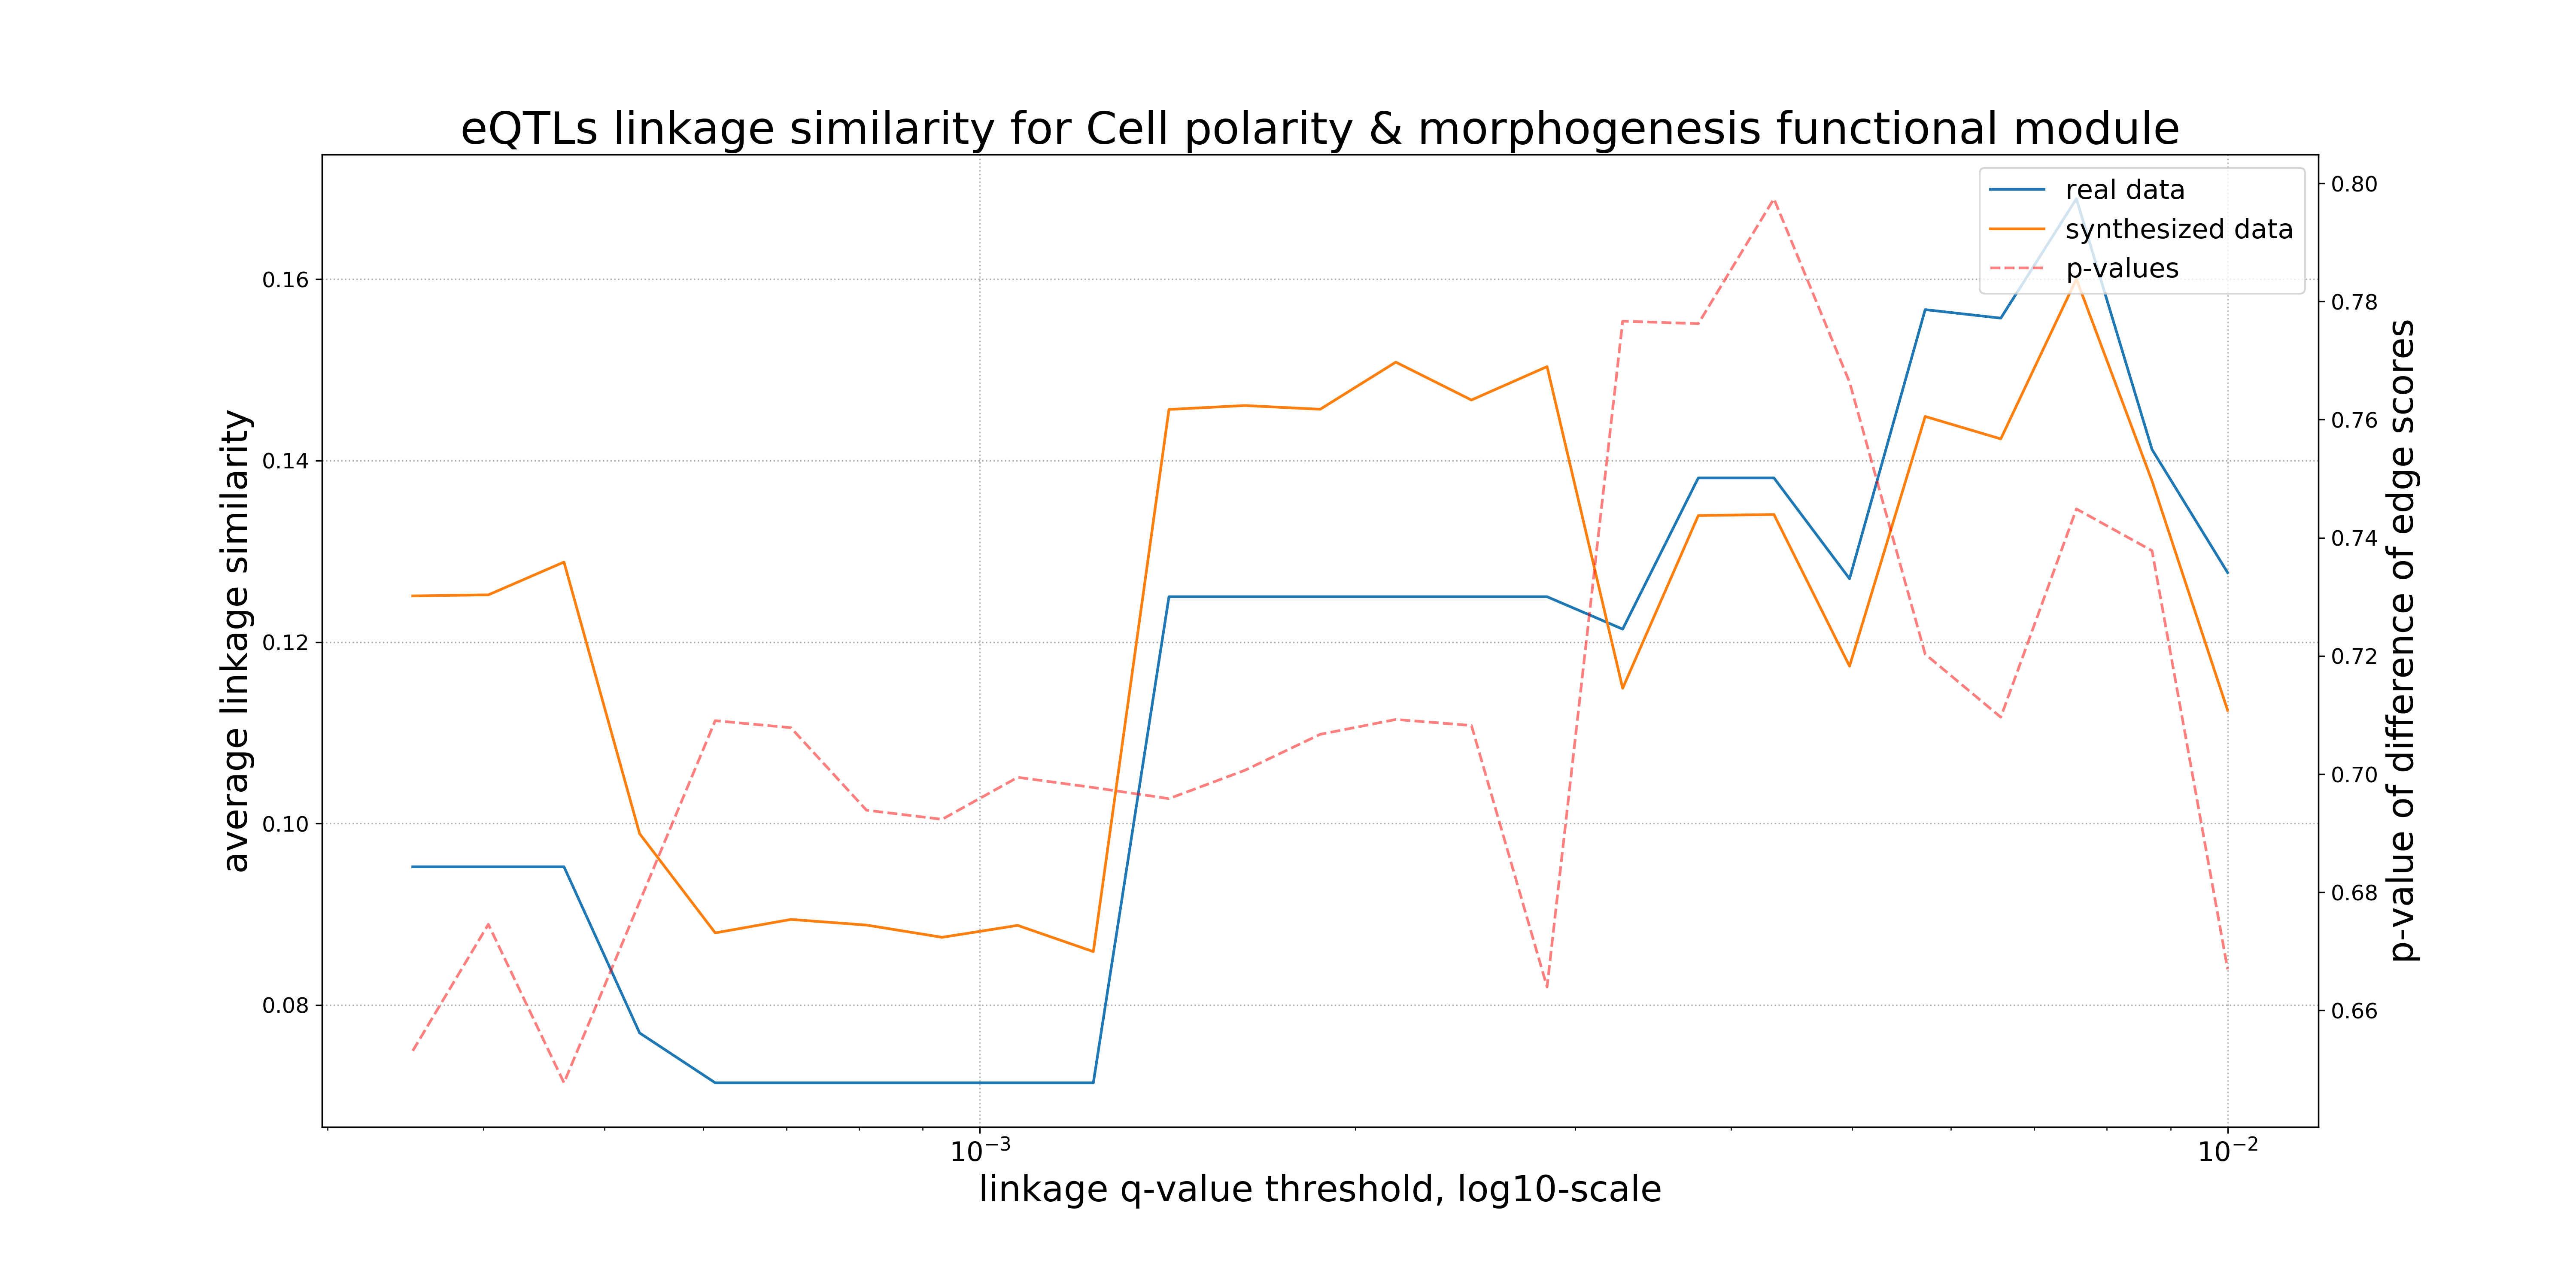 eQTLs linkage similarity for Cell polarity & morphogenesis functional module
real data
synthesized data
p-values
average linkage similarity
0.16
0.14
0.12
0.10
0.08
0.80
0.78
0.76
0.74
0.72
0.70
0.68
0.66
p-value of difference of edge scores
10⁻³
10⁻²
linkage q-value threshold, log10-scale